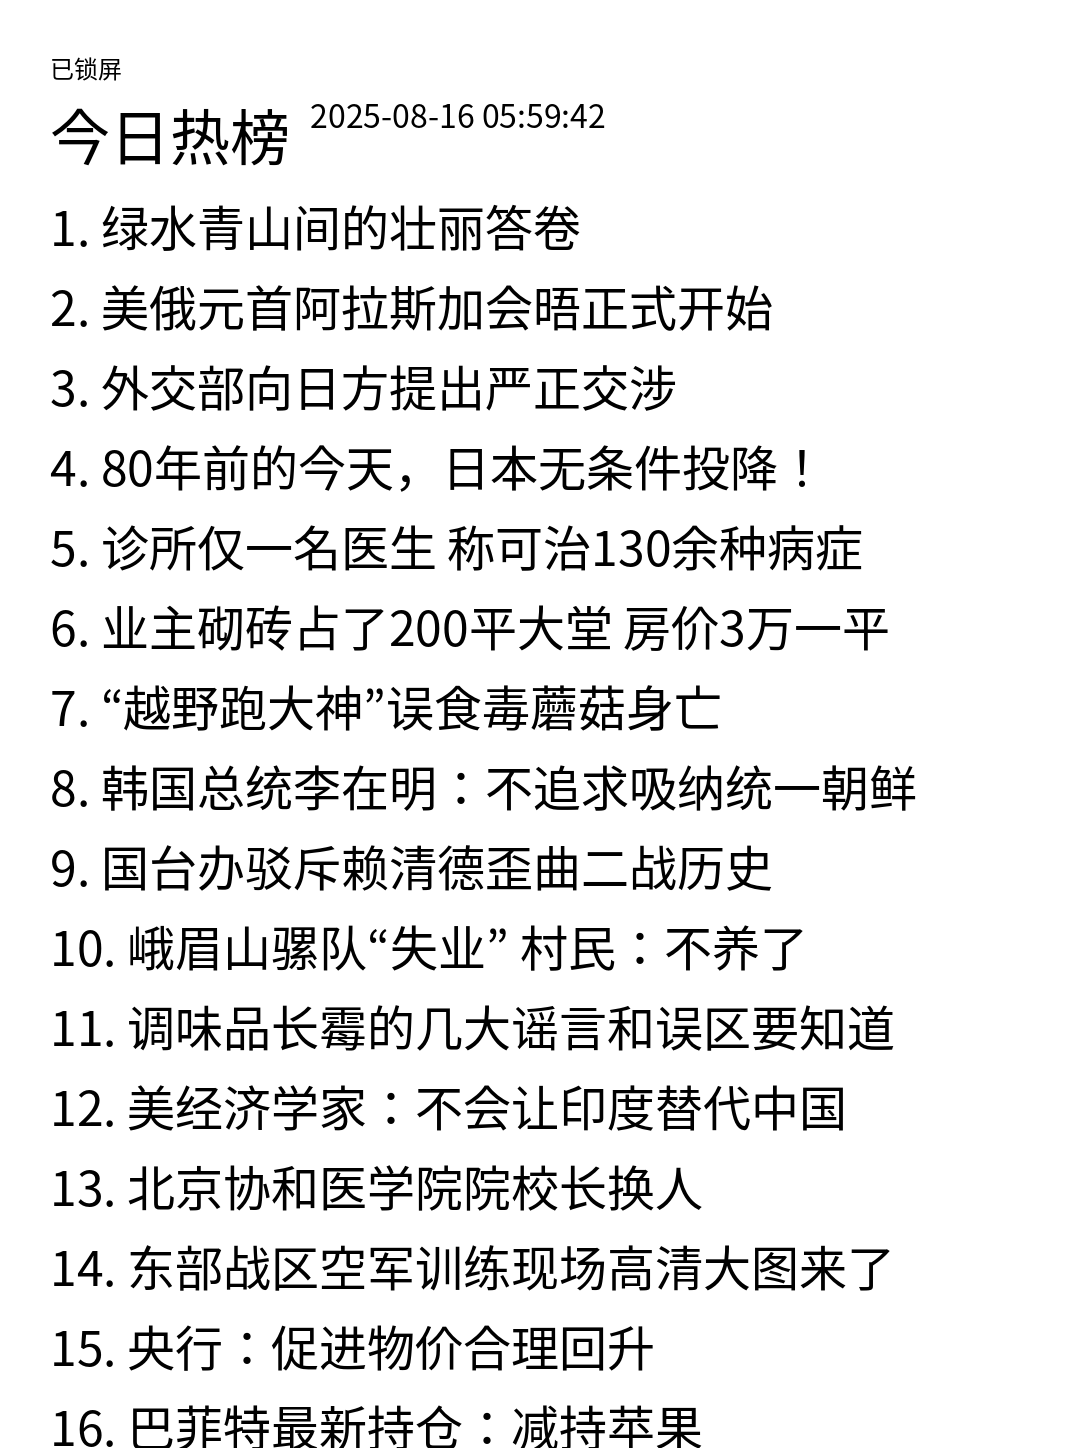 已锁屏
今日热榜 2025-08-16 05:59:42
1. 绿水青山间的壮丽答卷
2. 美俄元首阿拉斯加会晤正式开始
3. 外交部向日方提出严正交涉
4. 80年前的今天，日本无条件投降！
5. 诊所仅一名医生 称可治130余种病症
6. 业主砌砖占了200平大堂 房价3万一平
7. “越野跑大神”误食毒蘑菇身亡
8. 韩国总统李在明：不追求吸纳统一朝鲜
9. 国台办驳斥赖清德歪曲二战历史
10. 峨眉山骡队“失业” 村民：不养了
11. 调味品长霉的几大谣言和误区要知道
12. 美经济学家：不会让印度替代中国
13. 北京协和医学院院校长换人
14. 东部战区空军训练现场高清大图来了
15. 央行：促进物价合理回升
16. 巴菲特最新持仓：减持苹果